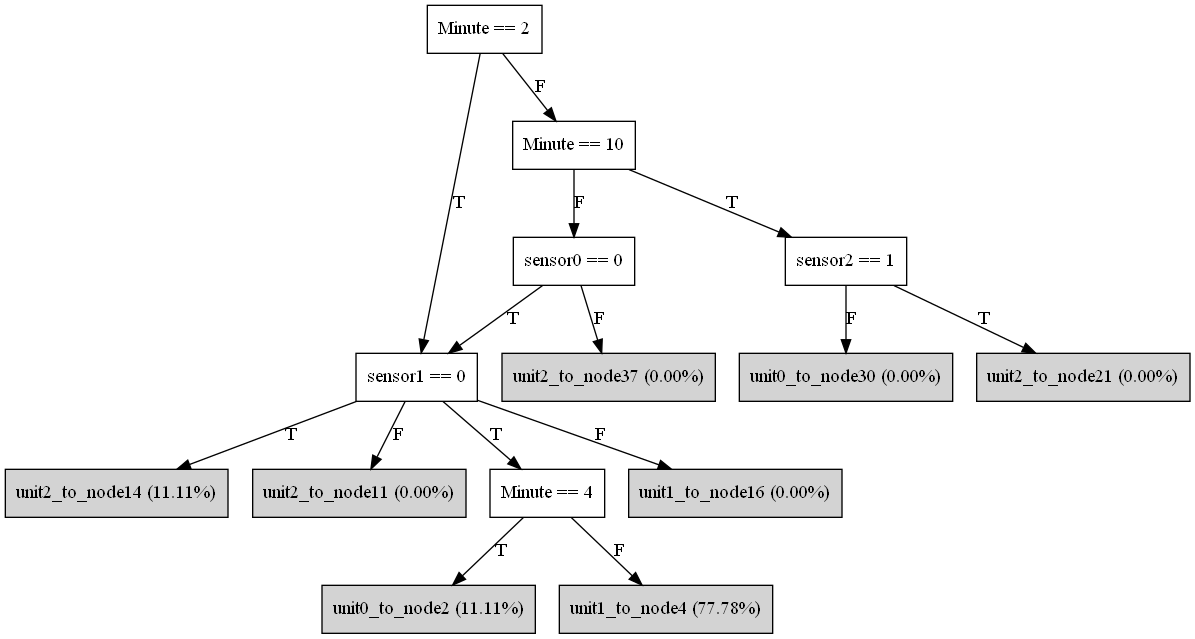 Minute == 2
F
Minute == 10
T
F
T
sensor0 == 0
sensor2 == 1
T
F
F
T
sensor1 == 0
unit2_to_node37 (0.00%)
unit0_to_node30 (0.00%)
unit2_to_node21 (0.00%)
T
F
T
F
unit2_to_node14 (11.11%)
unit2_to_node11 (0.00%)
Minute == 4
unit1_to_node16 (0.00%)
T
F
unit0_to_node2 (11.11%)
unit1_to_node4 (77.78%)